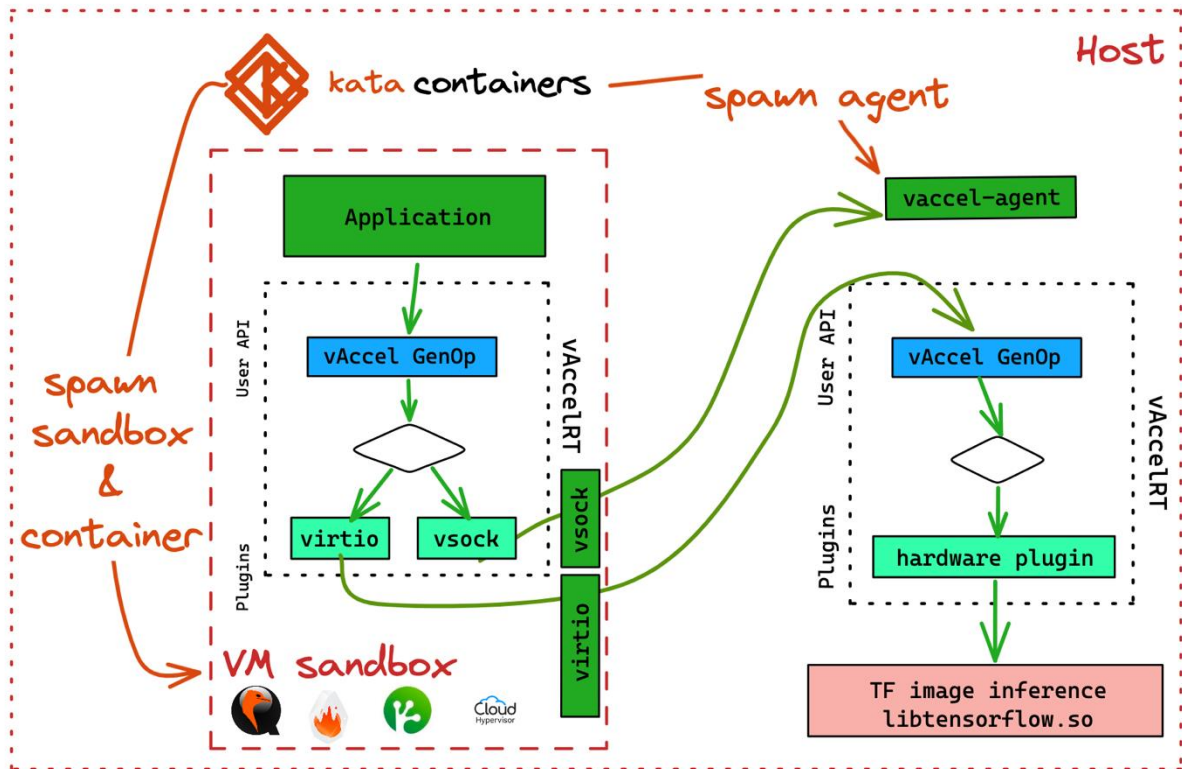 Host
kata containers
spawn agent
Application
vaccel-agent
User API
vAccel GenOp
vAccelRT
virtio
vsock
Plugins
vsock
virtio
User API
vAccel GenOp
vAccelRT
Plugins
hardware plugin
spawn
sandbox
&
container
VM sandbox
Cloud
Hypervisor
TF image inference
libtensorflow.so